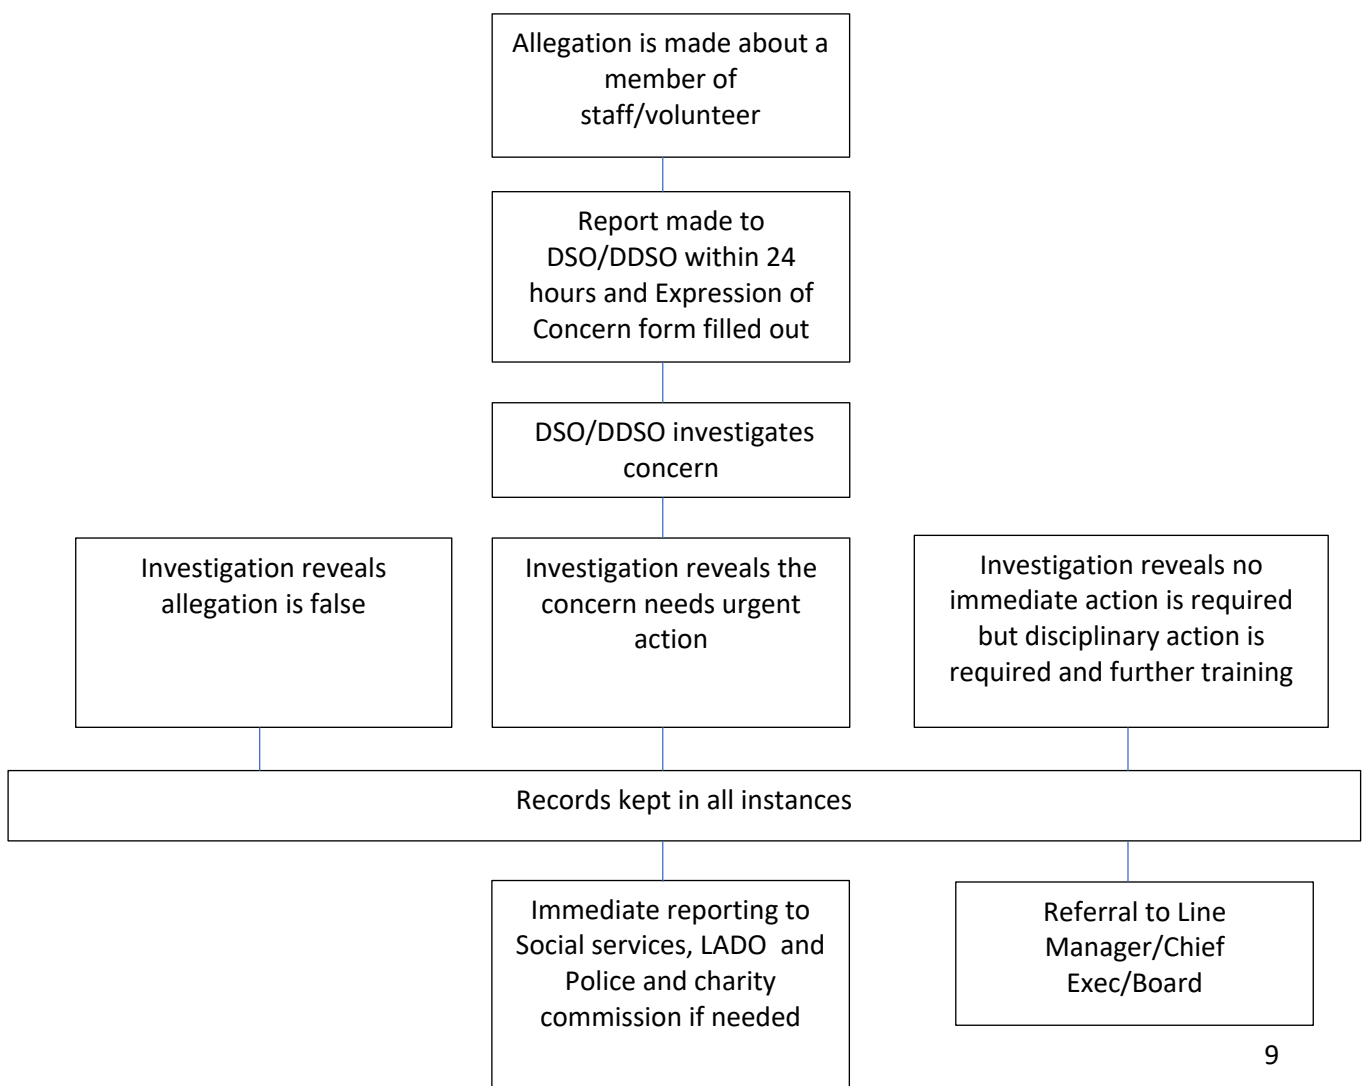 Allegation is made about a
member of
staff/volunteer
Report made to
DSO/DDSO within 24
hours and Expression of
Concern form filled out
DSO/DDSO investigates
concern
Investigation reveals
allegation is false
Investigation reveals the
concern needs urgent
action
Investigation reveals no
immediate action is required
but disciplinary action is
required and further training
Records kept in all instances
Immediate reporting to
Social services, LADO  and
Police and charity
commission if needed
Referral to Line
Manager/Chief
Exec/Board
9